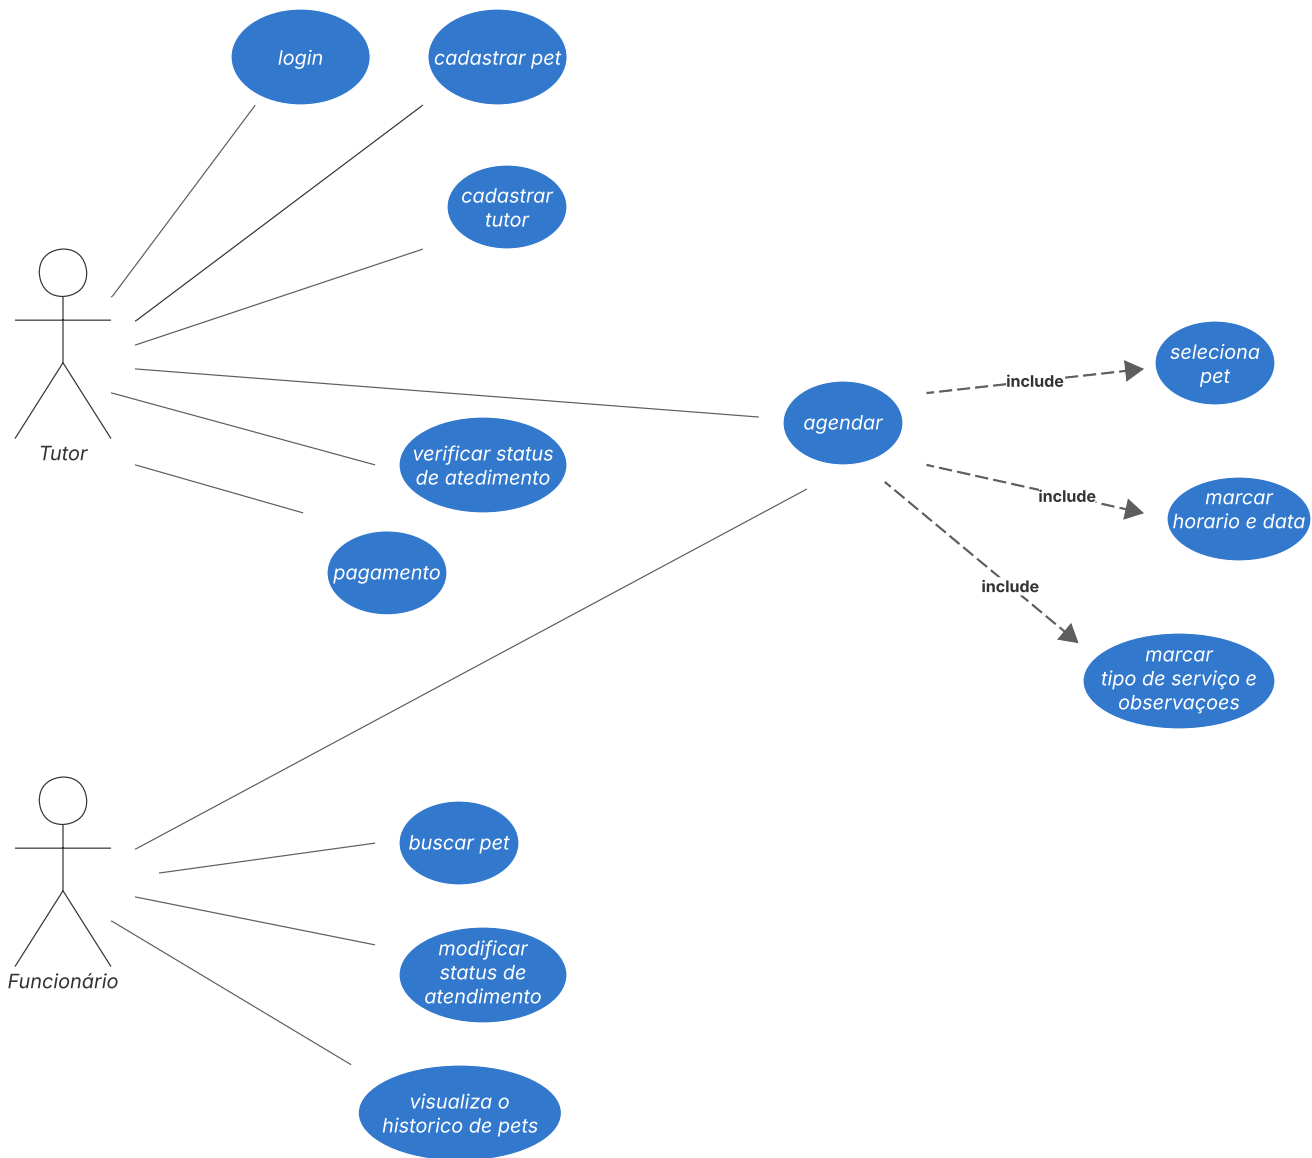 login
cadastrar pet
cadastrar
tutor
Tutor
verificar status
de atedimento
pagamento
agendar
include
include
include
seleciona
pet
marcar
horario e data
marcar
tipo de serviço e
observaçoes
Funcionário
buscar pet
modificar
status de
atendimento
visualiza o
historico de pets